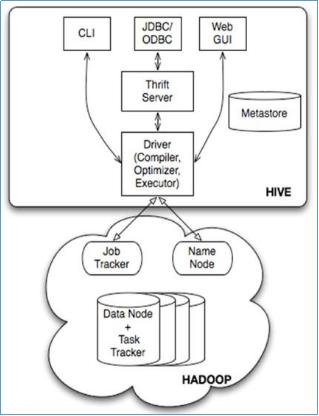 CLI
JDBC/
ODBC
Web
GUI
Thrift
Server
Metastore
Driver
(Compiler,
Optimizer,
Executor)
HIVE
Job
Tracker
Name
Node
Data Node
+
Task
Tracker
HADOOP